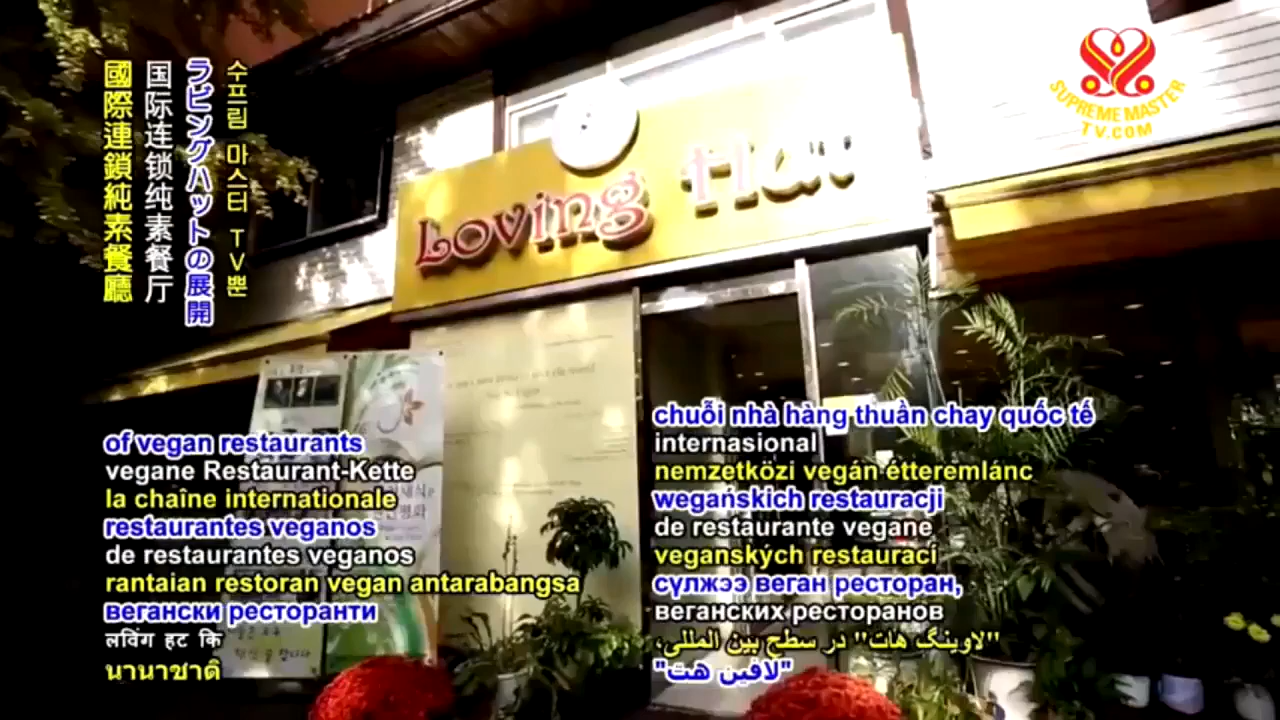 國際連鎖純素餐廳
国际连锁纯素餐厅
ラビングハットの展開
수프림 마스터 TV뿐
SUPREME MASTER
TV.COM
Loving Hut
of vegan restaurants
vegane Restaurant-Kette
la chaîne internationale
restaurantes veganos
de restaurantes veganos
rantaian restoran vegan antarabangsa
вегански ресторанти
लविंग हट कि
นานาชาติ
chuỗi nhà hàng thuần chay quốc tế
internasional
nemzetközi vegán étteremlánc
wegańskich restauracji
de restaurante vegane
veganských restaurací
сүлжээ веган ресторан,
веганских ресторанов
"لاوینگ هات" در سطح بین المللی،
"لافين هت"